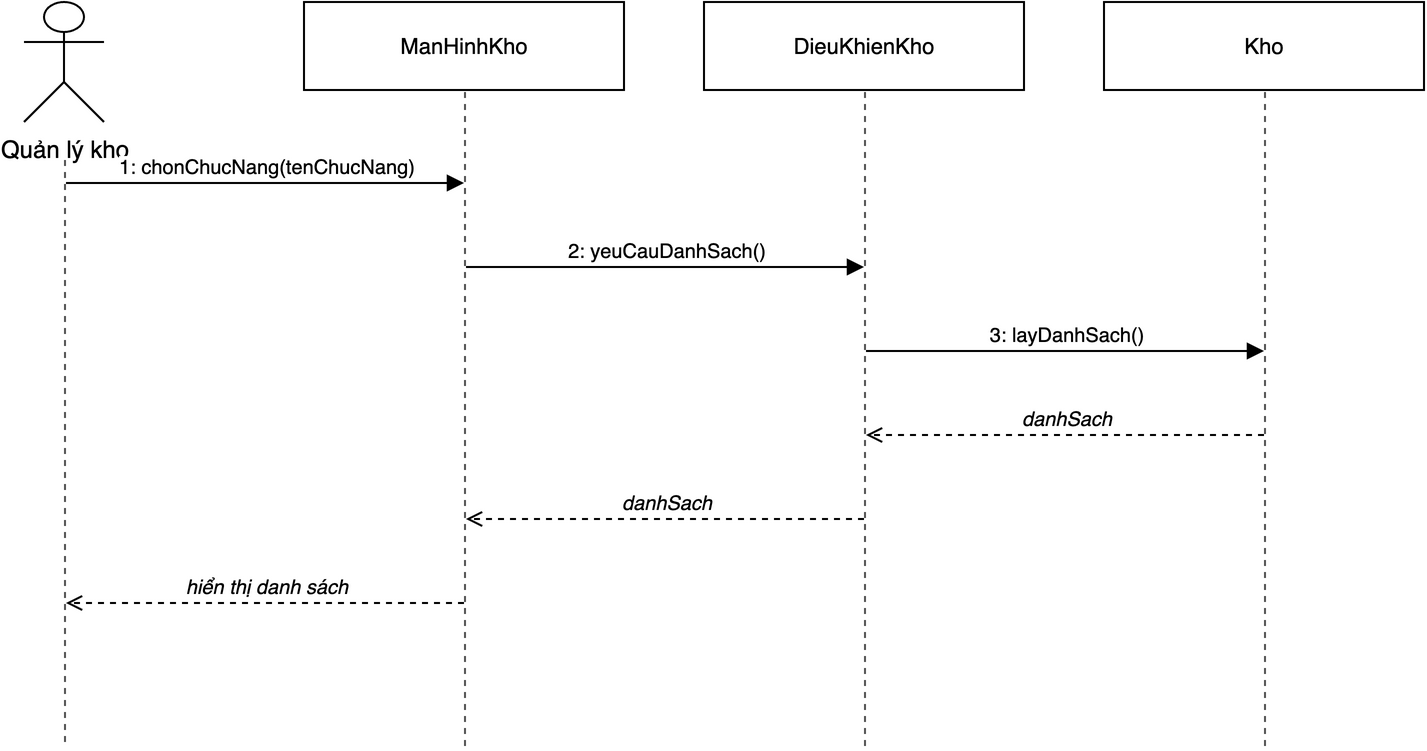 ManHinhKho
DieuKhienKho
Kho
Quản lý kho
1: chonChucNang(tenChucNang)
2: yeuCauDanhSach()
3: layDanhSach()
danhSach
danhSach
hiển thị danh sách